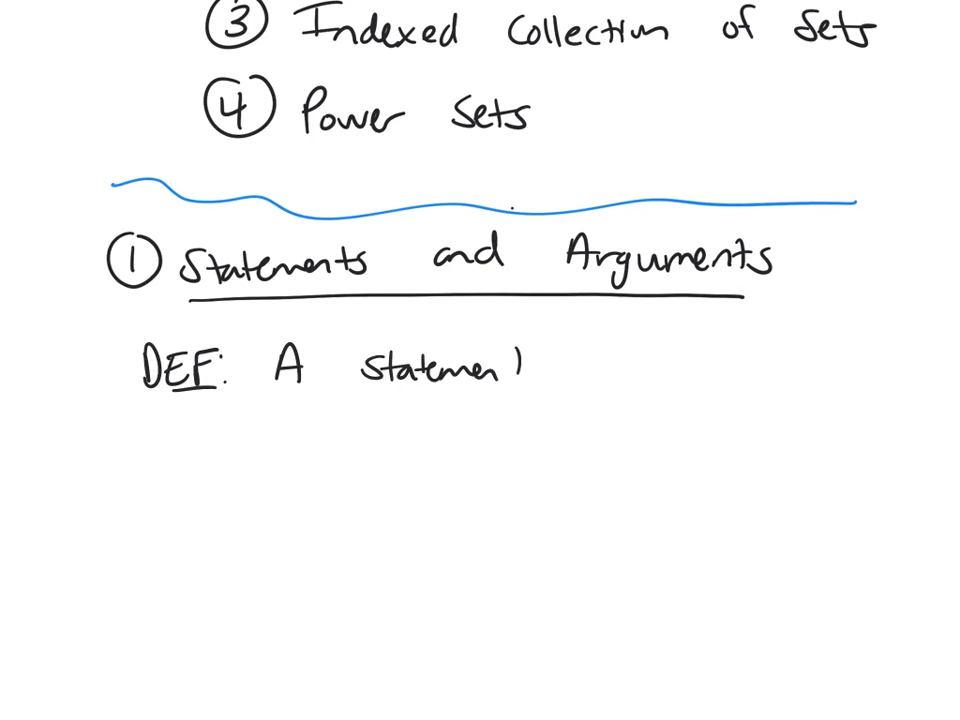 ③ Indexed Collection of Sets
④ Power Sets
① Statements and Arguments
DEF: A statemen